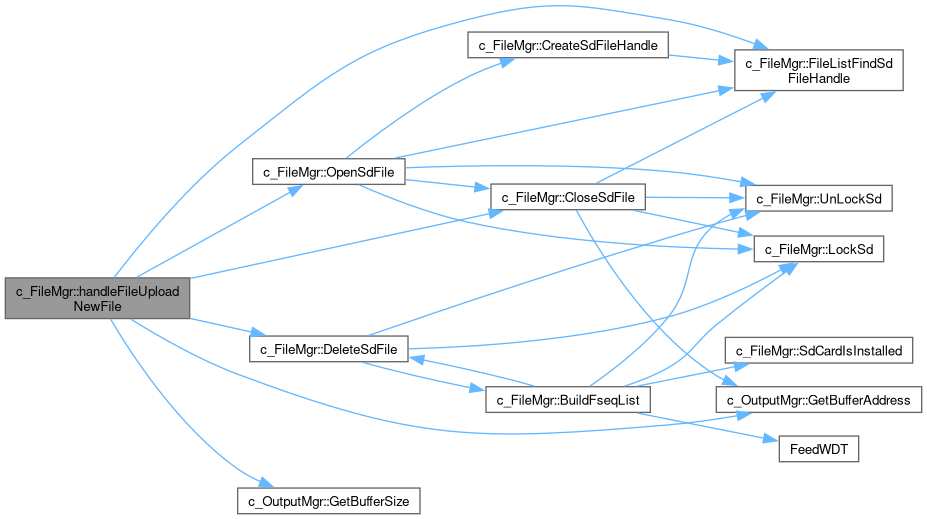 c_FileMgr::CreateSdFileHandle
c_FileMgr::FileListFindSd
FileHandle
c_FileMgr::OpenSdFile
c_FileMgr::CloseSdFile
c_FileMgr::UnLockSd
c_FileMgr::LockSd
c_FileMgr::handleFileUpload
NewFile
c_FileMgr::DeleteSdFile
c_FileMgr::SdCardIsInstalled
c_FileMgr::BuildFseqList
c_OutputMgr::GetBufferAddress
FeedWDT
c_OutputMgr::GetBufferSize